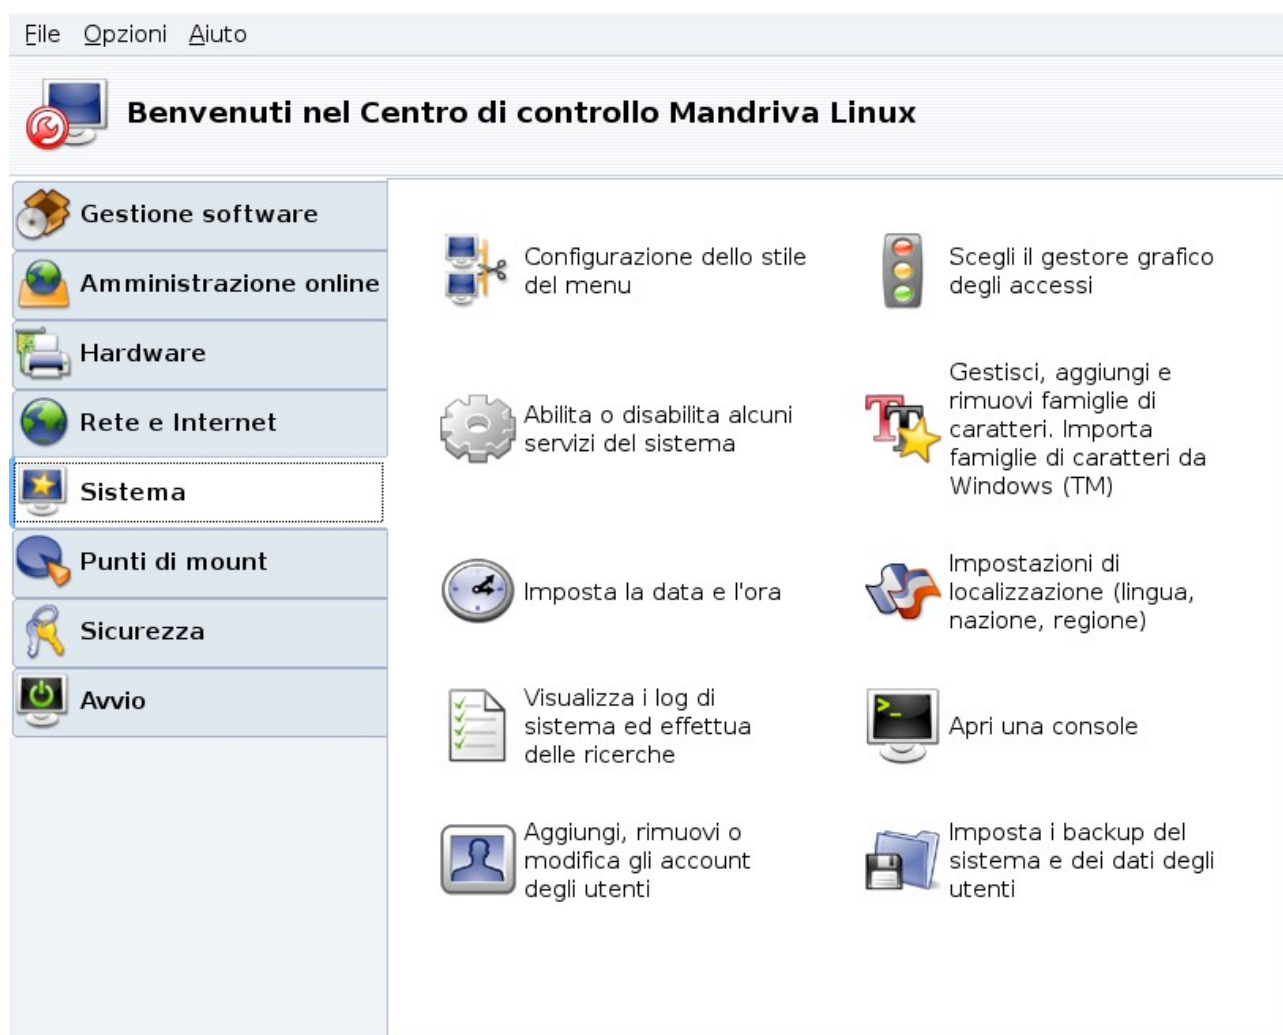 File Opzioni Aiuto
Benvenuti nel Centro di controllo Mandriva Linux
Gestione software
Amministrazione online
Hardware
Rete e Internet
Sistema
Punti di mount
Sicurezza
Avvio
Configurazione dello stile
del menu
Scegli il gestore grafico
degli accessi
Abilita o disabilita alcuni
servizi del sistema
Gestisci, aggiungi e
rimuovi famiglie di
caratteri. Importa
famiglie di caratteri da
Windows (TM)
Imposta la data e l'ora
Impostazioni di
localizzazione (lingua,
nazione, regione)
Visualizza i log di
sistema ed effettua
delle ricerche
Apri una console
Aggiungi, rimuovi o
modifica gli account
degli utenti
Imposta i backup del
sistema e dei dati degli
utenti